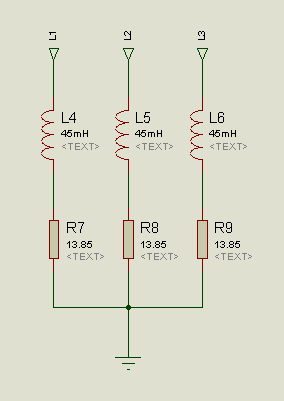 L1
L2
L3
L4
45mH
<TEXT>
L5
45mH
<TEXT>
L6
45mH
<TEXT>
R7
13.85
<TEXT>
R8
13.85
<TEXT>
R9
13.85
<TEXT>